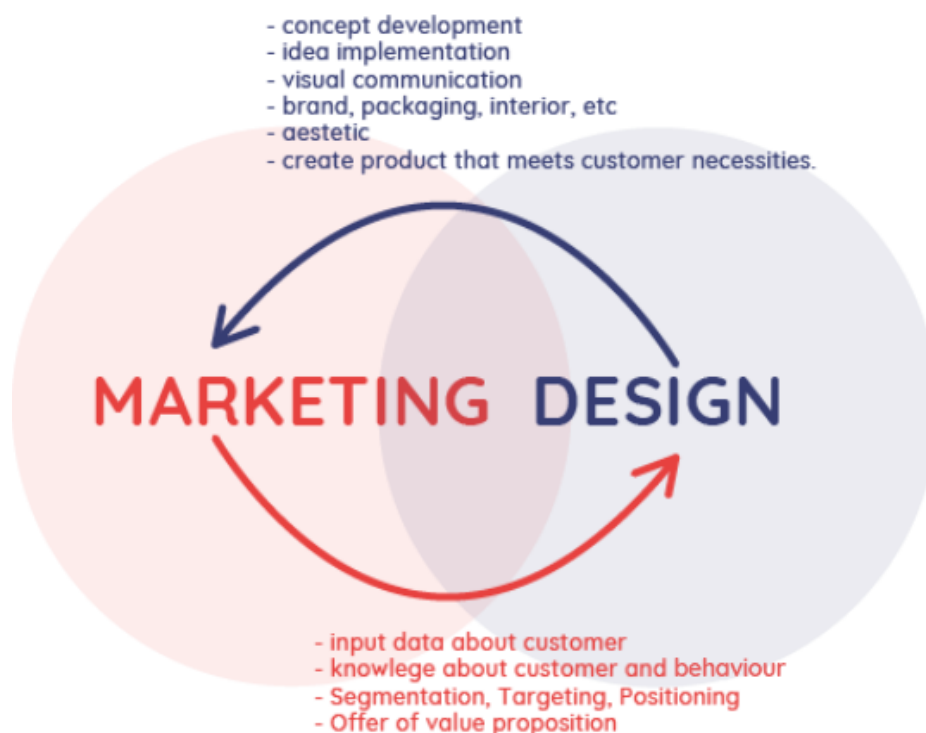 - concept development
- idea implementation
- visual communication
- brand, packaging, interior, etc
- aestetic
- create product that meets customer necessities.
MARKETING DESIGN
- input data about customer
- knowlege about customer and behaviour
- Segmentation, Targeting, Positioning
- Offer of value proposition